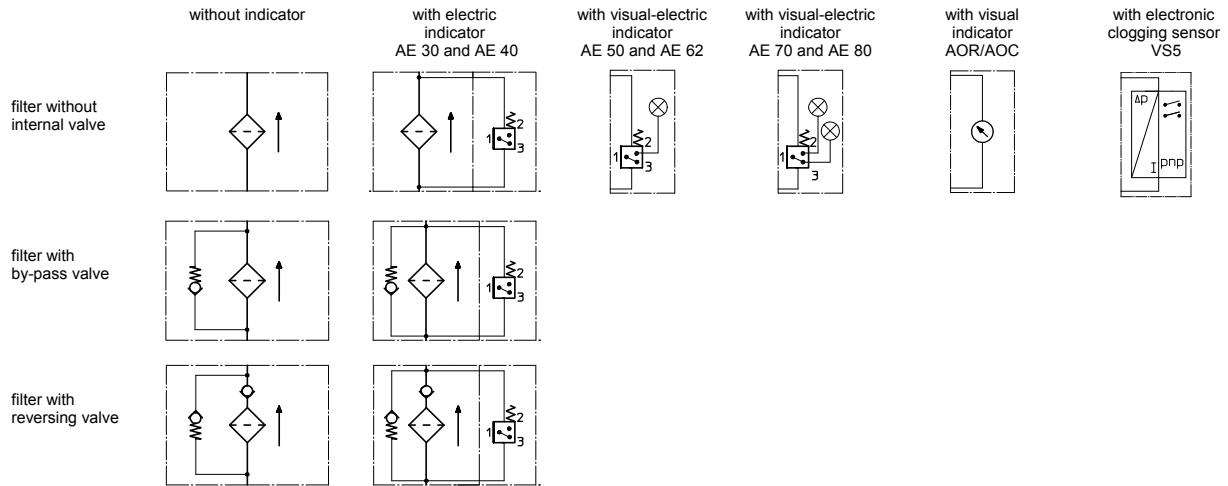 without indicator
with electric
indicator
AE 30 and AE 40
with visual-electric
indicator
AE 50 and AE 62
with visual-electric
indicator
AE 70 and AE 80
with visual
indicator
AOR/AOC
with electronic
clogging sensor
VS5
filter without
internal valve
1 2 3
1 2 3
1 2 3
Δp
I pnp
filter with
by-pass valve
1 2 3
filter with
reversing valve
1 2 3